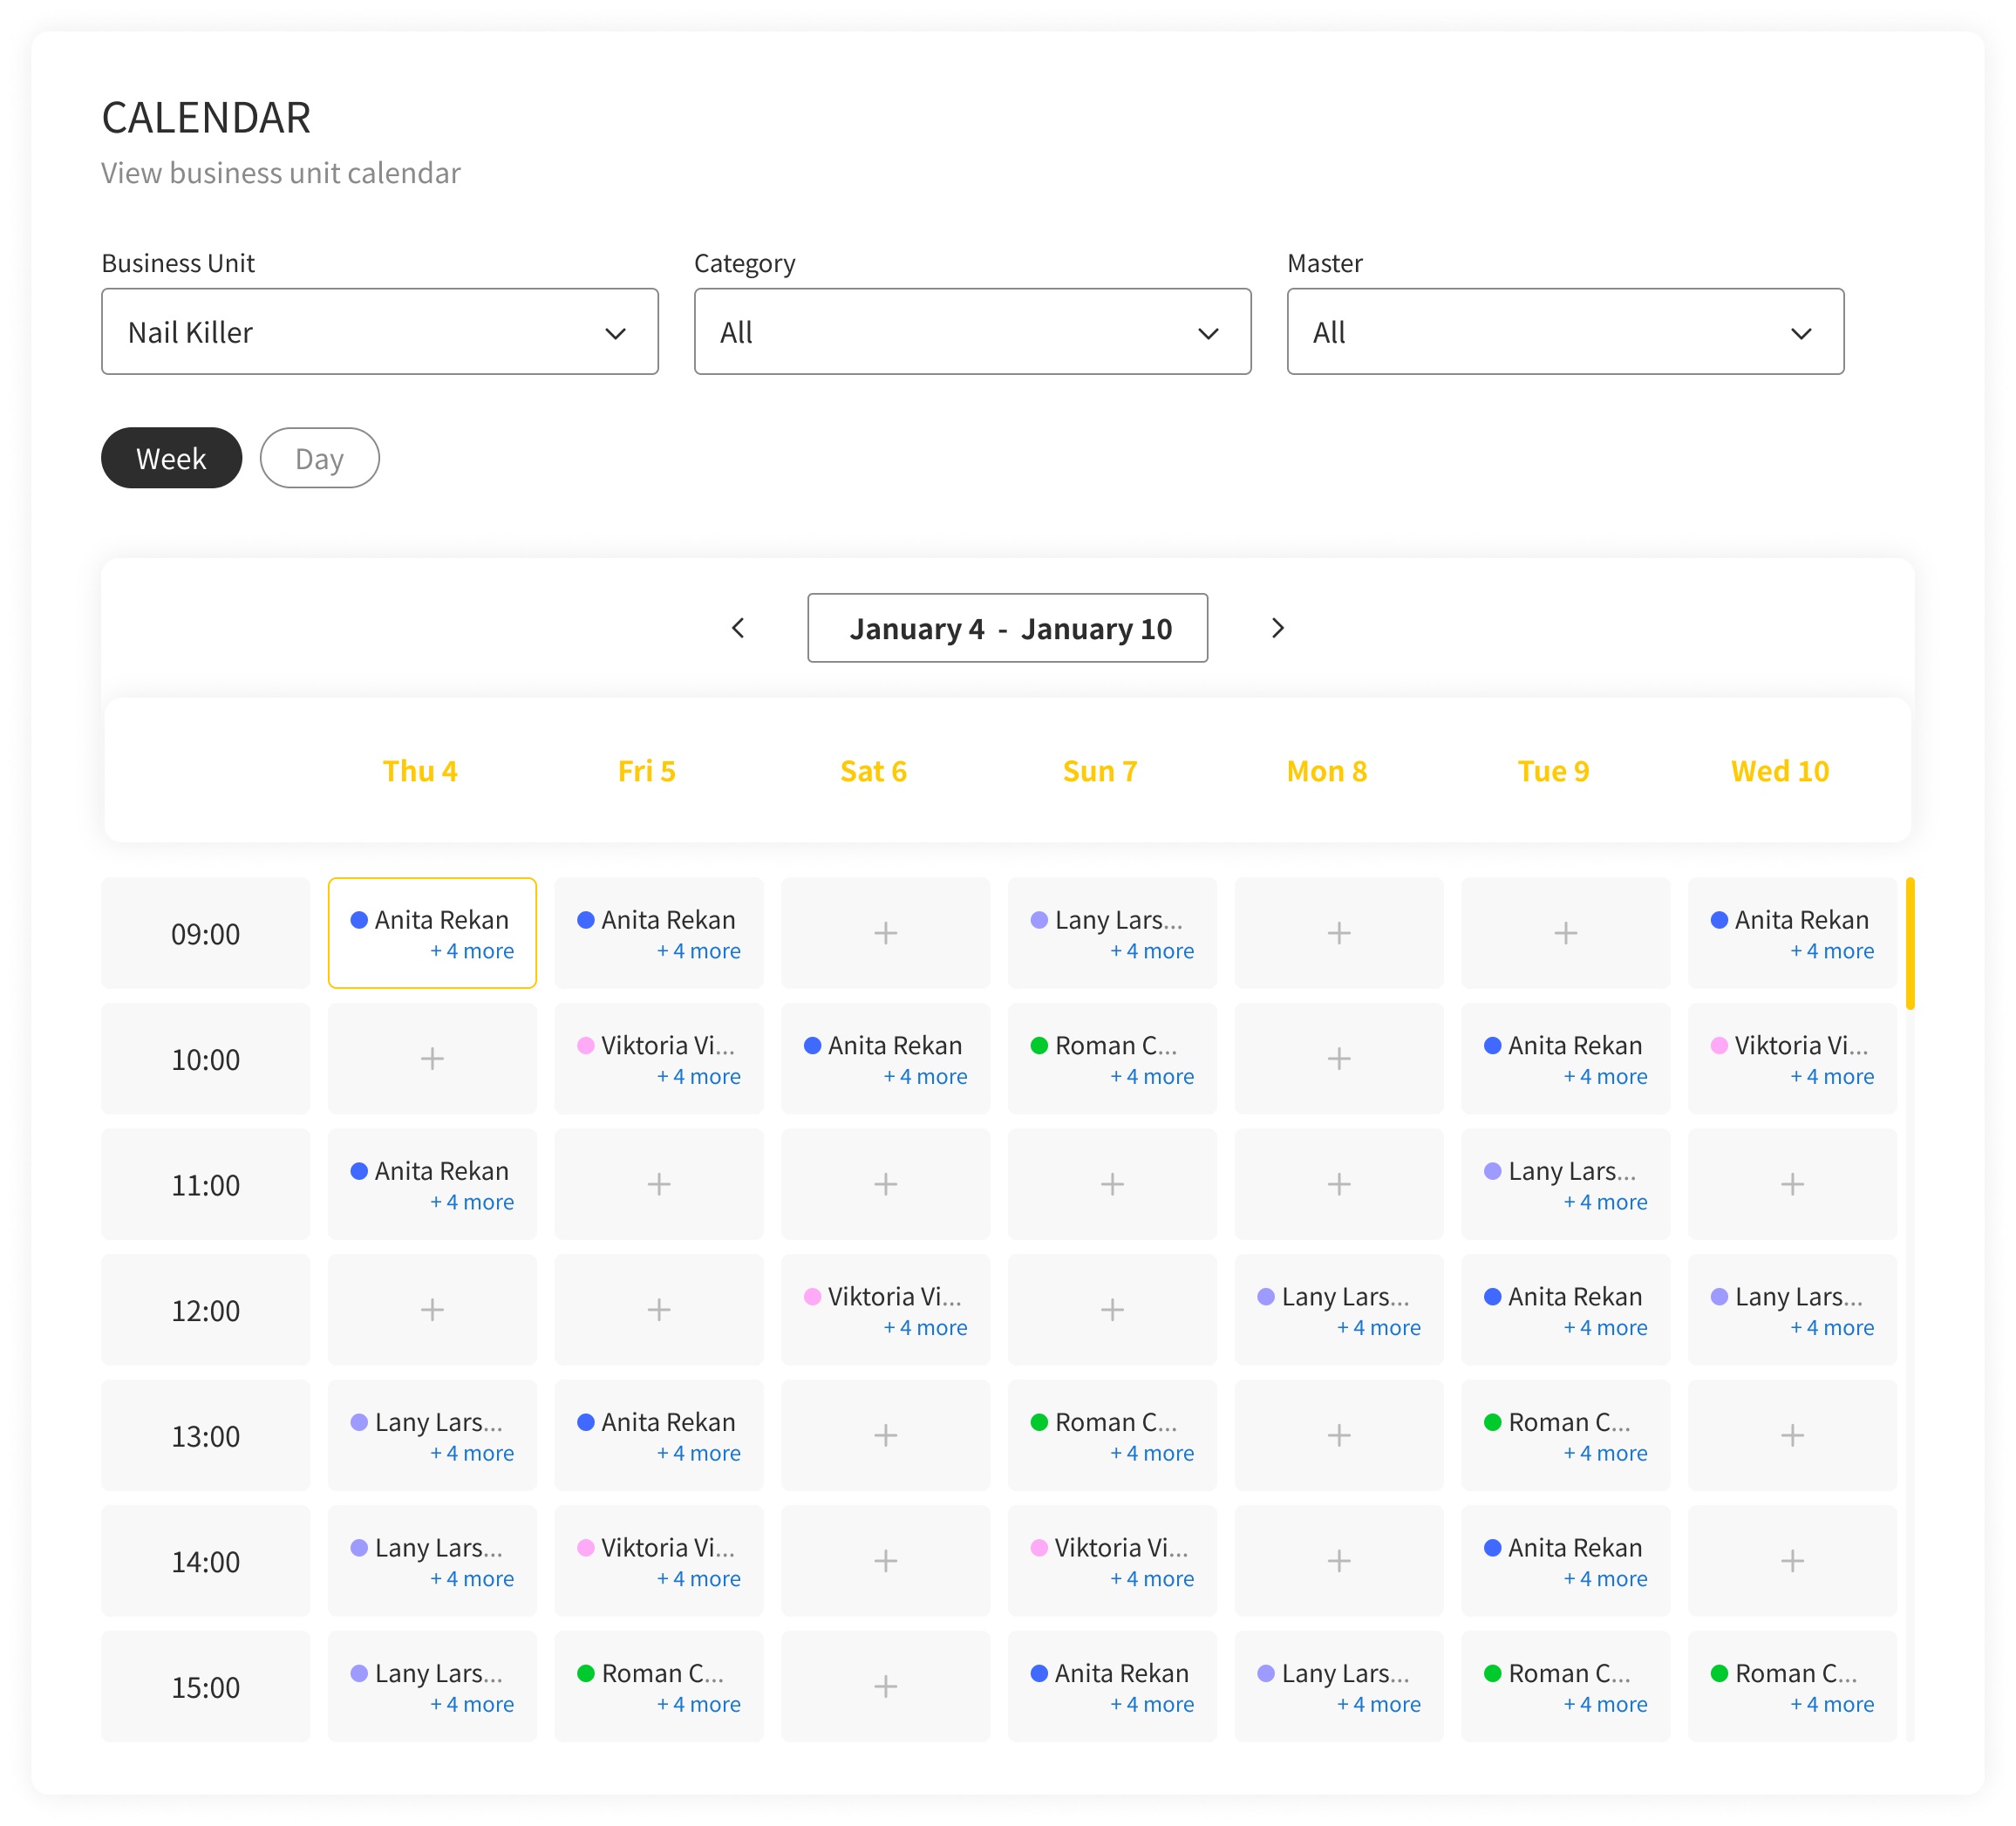 CALENDAR
View business unit calendar
Business Unit Category Master
Nail Killer All All
Week Day
January 4 - January 10
Thu 4 Fri 5 Sat 6 Sun 7 Mon 8 Tue 9 Wed 10
09:00 Anita Rekan Anita Rekan + Lany Lars... + + Anita Rekan
+ 4 more + 4 more + 4 more + 4 more
10:00 + Viktoria Vi... Anita Rekan Roman C... + Anita Rekan Viktoria Vi...
+ 4 more + 4 more + 4 more + 4 more + 4 more
11:00 Anita Rekan + + + + Lany Lars... +
+ 4 more + 4 more
12:00 + + Viktoria Vi... + Lany Lars... Anita Rekan Lany Lars...
+ 4 more + 4 more + 4 more + 4 more
13:00 Lany Lars... Anita Rekan + Roman C... + Roman C... +
+ 4 more + 4 more + 4 more + 4 more
14:00 Lany Lars... Viktoria Vi... + Viktoria Vi... + Anita Rekan +
+ 4 more + 4 more + 4 more + 4 more
15:00 Lany Lars... Roman C... + Anita Rekan Lany Lars... Roman C... Roman C...
+ 4 more + 4 more + 4 more + 4 more + 4 more + 4 more